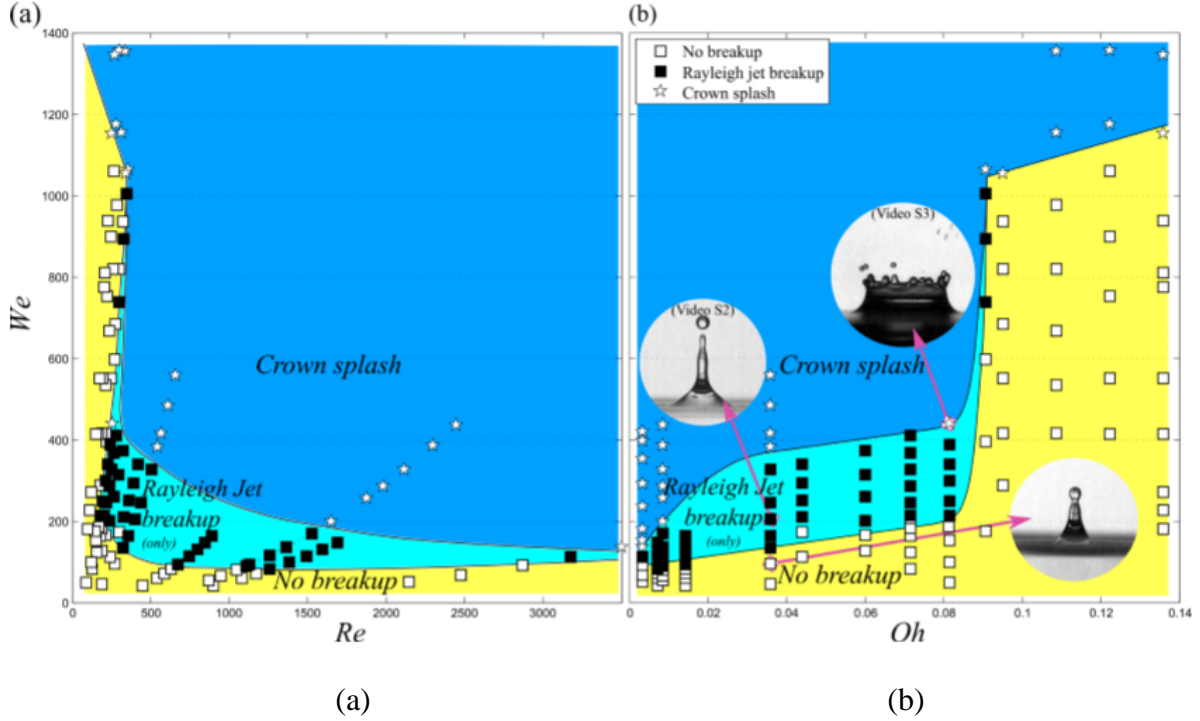 (a)
(b)
1400
1200
1000
800
600
400
200
0
We
Crown splash
Rayleigh Jet
breakup
(only)
No breakup
0
500
1000
1500
2000
2500
3000
Re
No breakup
Rayleigh jet breakup
Crown splash
(Video S3)
(Video S2)
Crown splash
Rayleigh Jet
breakup
(only)
No breakup
0
0.02
0.04
0.06
0.08
0.1
0.12
0.14
Oh
(a)
(b)